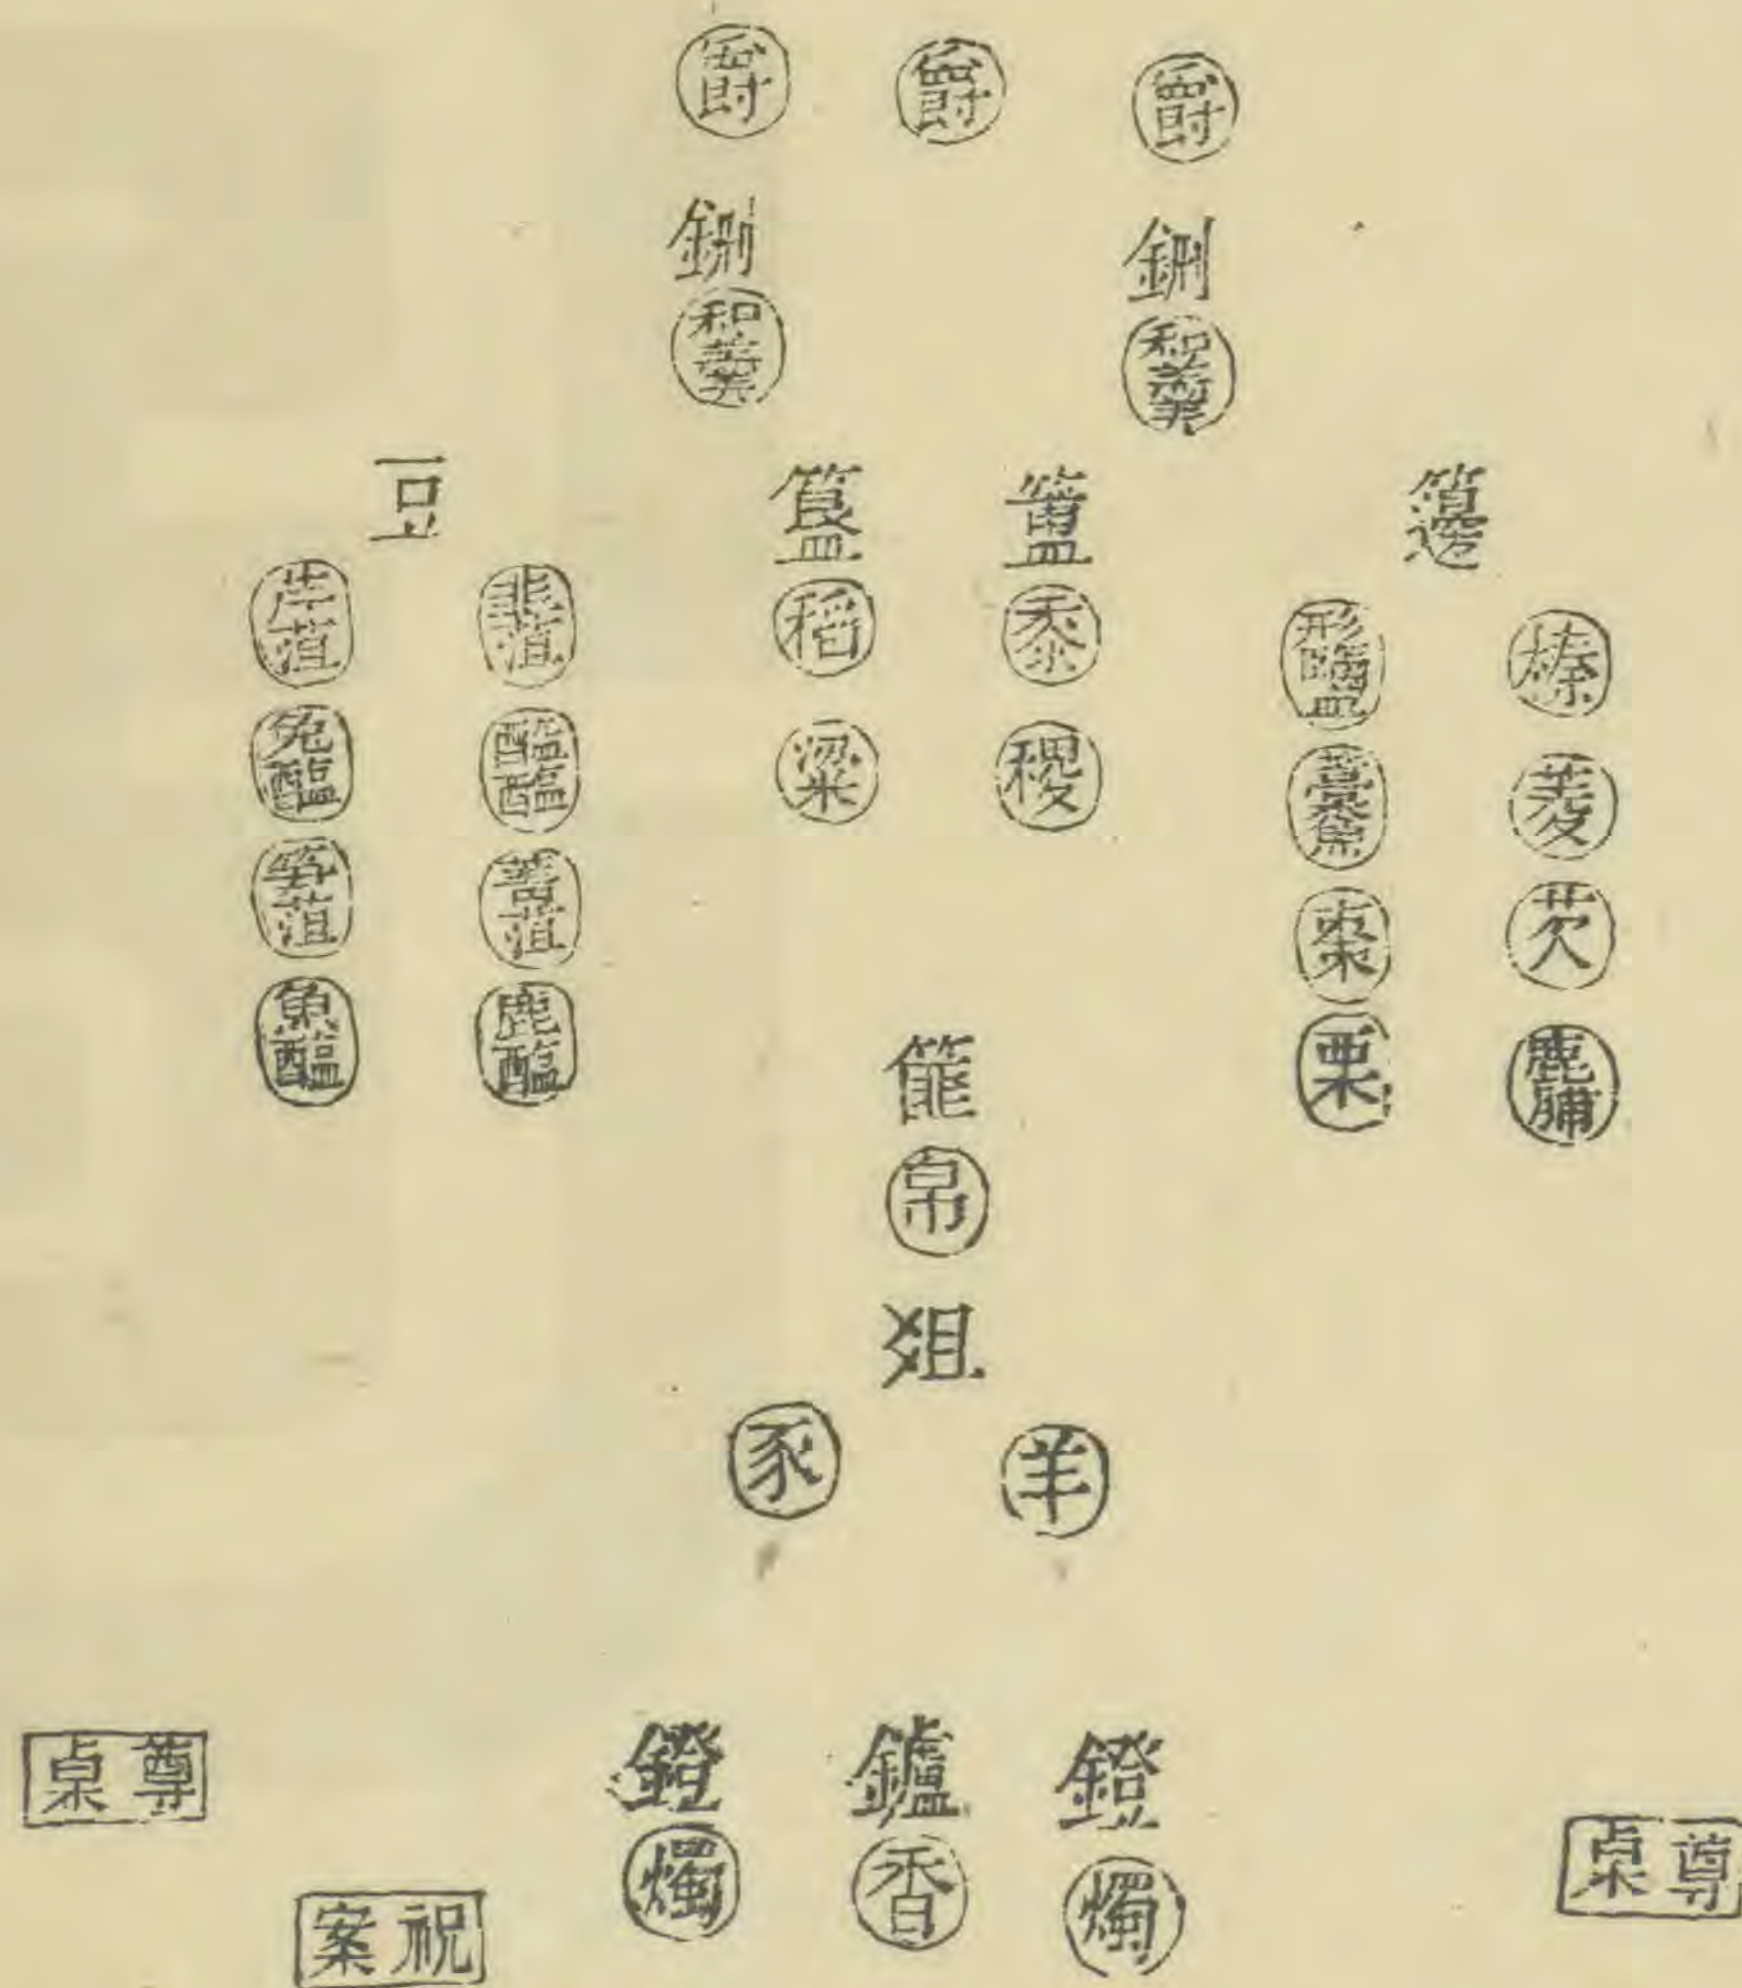 爵 爵 爵
鉶 鉶
和羹 和羹
豆 簋 簠 籩
芹菹 韭菹 稻 黍 形鹽 榛
兔醢 醓醢 粱 稷 藁魚 菱
筍菹 菁菹 棗 芡
魚醢 鹿醢 栗 鹿脯
篚
帛
俎
豕 羊
鐙 鑪 鐙
燭 香 燭
尊桌 尊桌
祝案